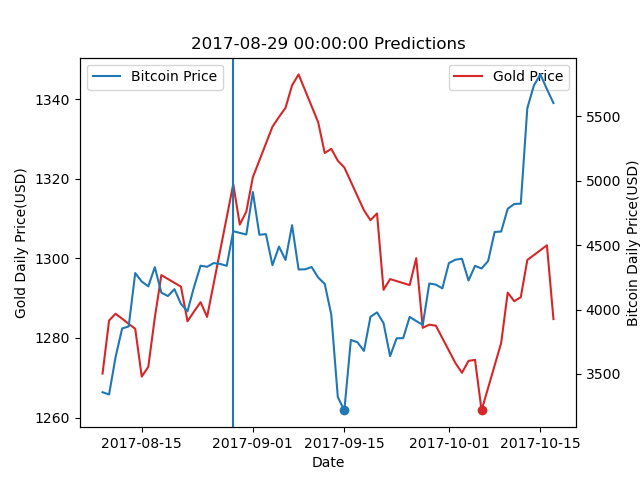 2017-08-29 00:00:00 Predictions
Bitcoin Price
Gold Price
1340
1320
1300
1280
1260
Gold Daily Price(USD)
5500
5000
4500
4000
3500
Bitcoin Daily Price(USD)
2017-08-15
2017-09-01
2017-09-15
2017-10-01
2017-10-15
Date